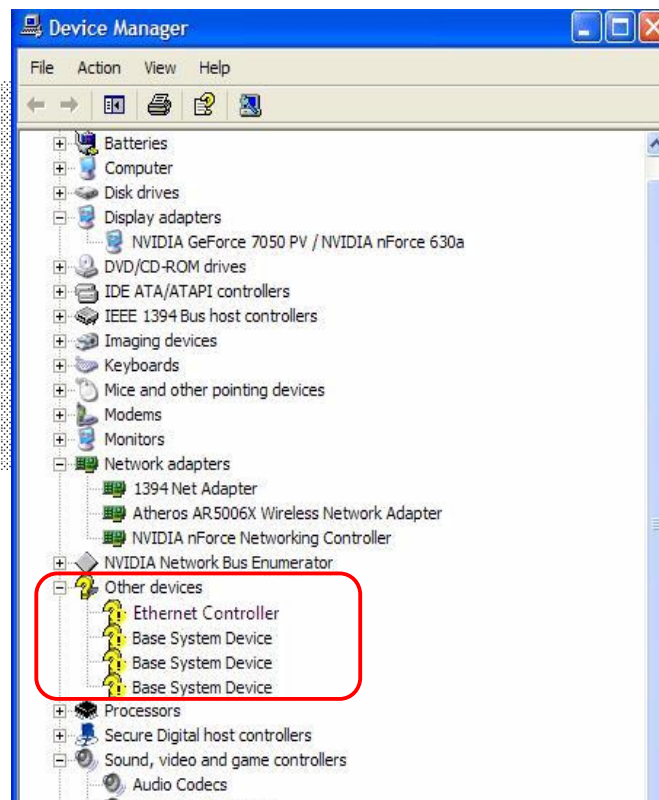 Device Manager
File Action View Help
Batteries
Computer
Disk drives
Display adapters
NVIDIA GeForce 7050 PV / NVIDIA nForce 630a
DVD/CD-ROM drives
IDE ATA/ATAPI controllers
IEEE 1394 Bus host controllers
Imaging devices
Keyboards
Mice and other pointing devices
Modems
Monitors
Network adapters
1394 Net Adapter
Atheros AR5006X Wireless Network Adapter
NVIDIA nForce Networking Controller
NVIDIA Network Bus Enumerator
Other devices
Ethernet Controller
Base System Device
Base System Device
Base System Device
Processors
Secure Digital host controllers
Sound, video and game controllers
Audio Codecs